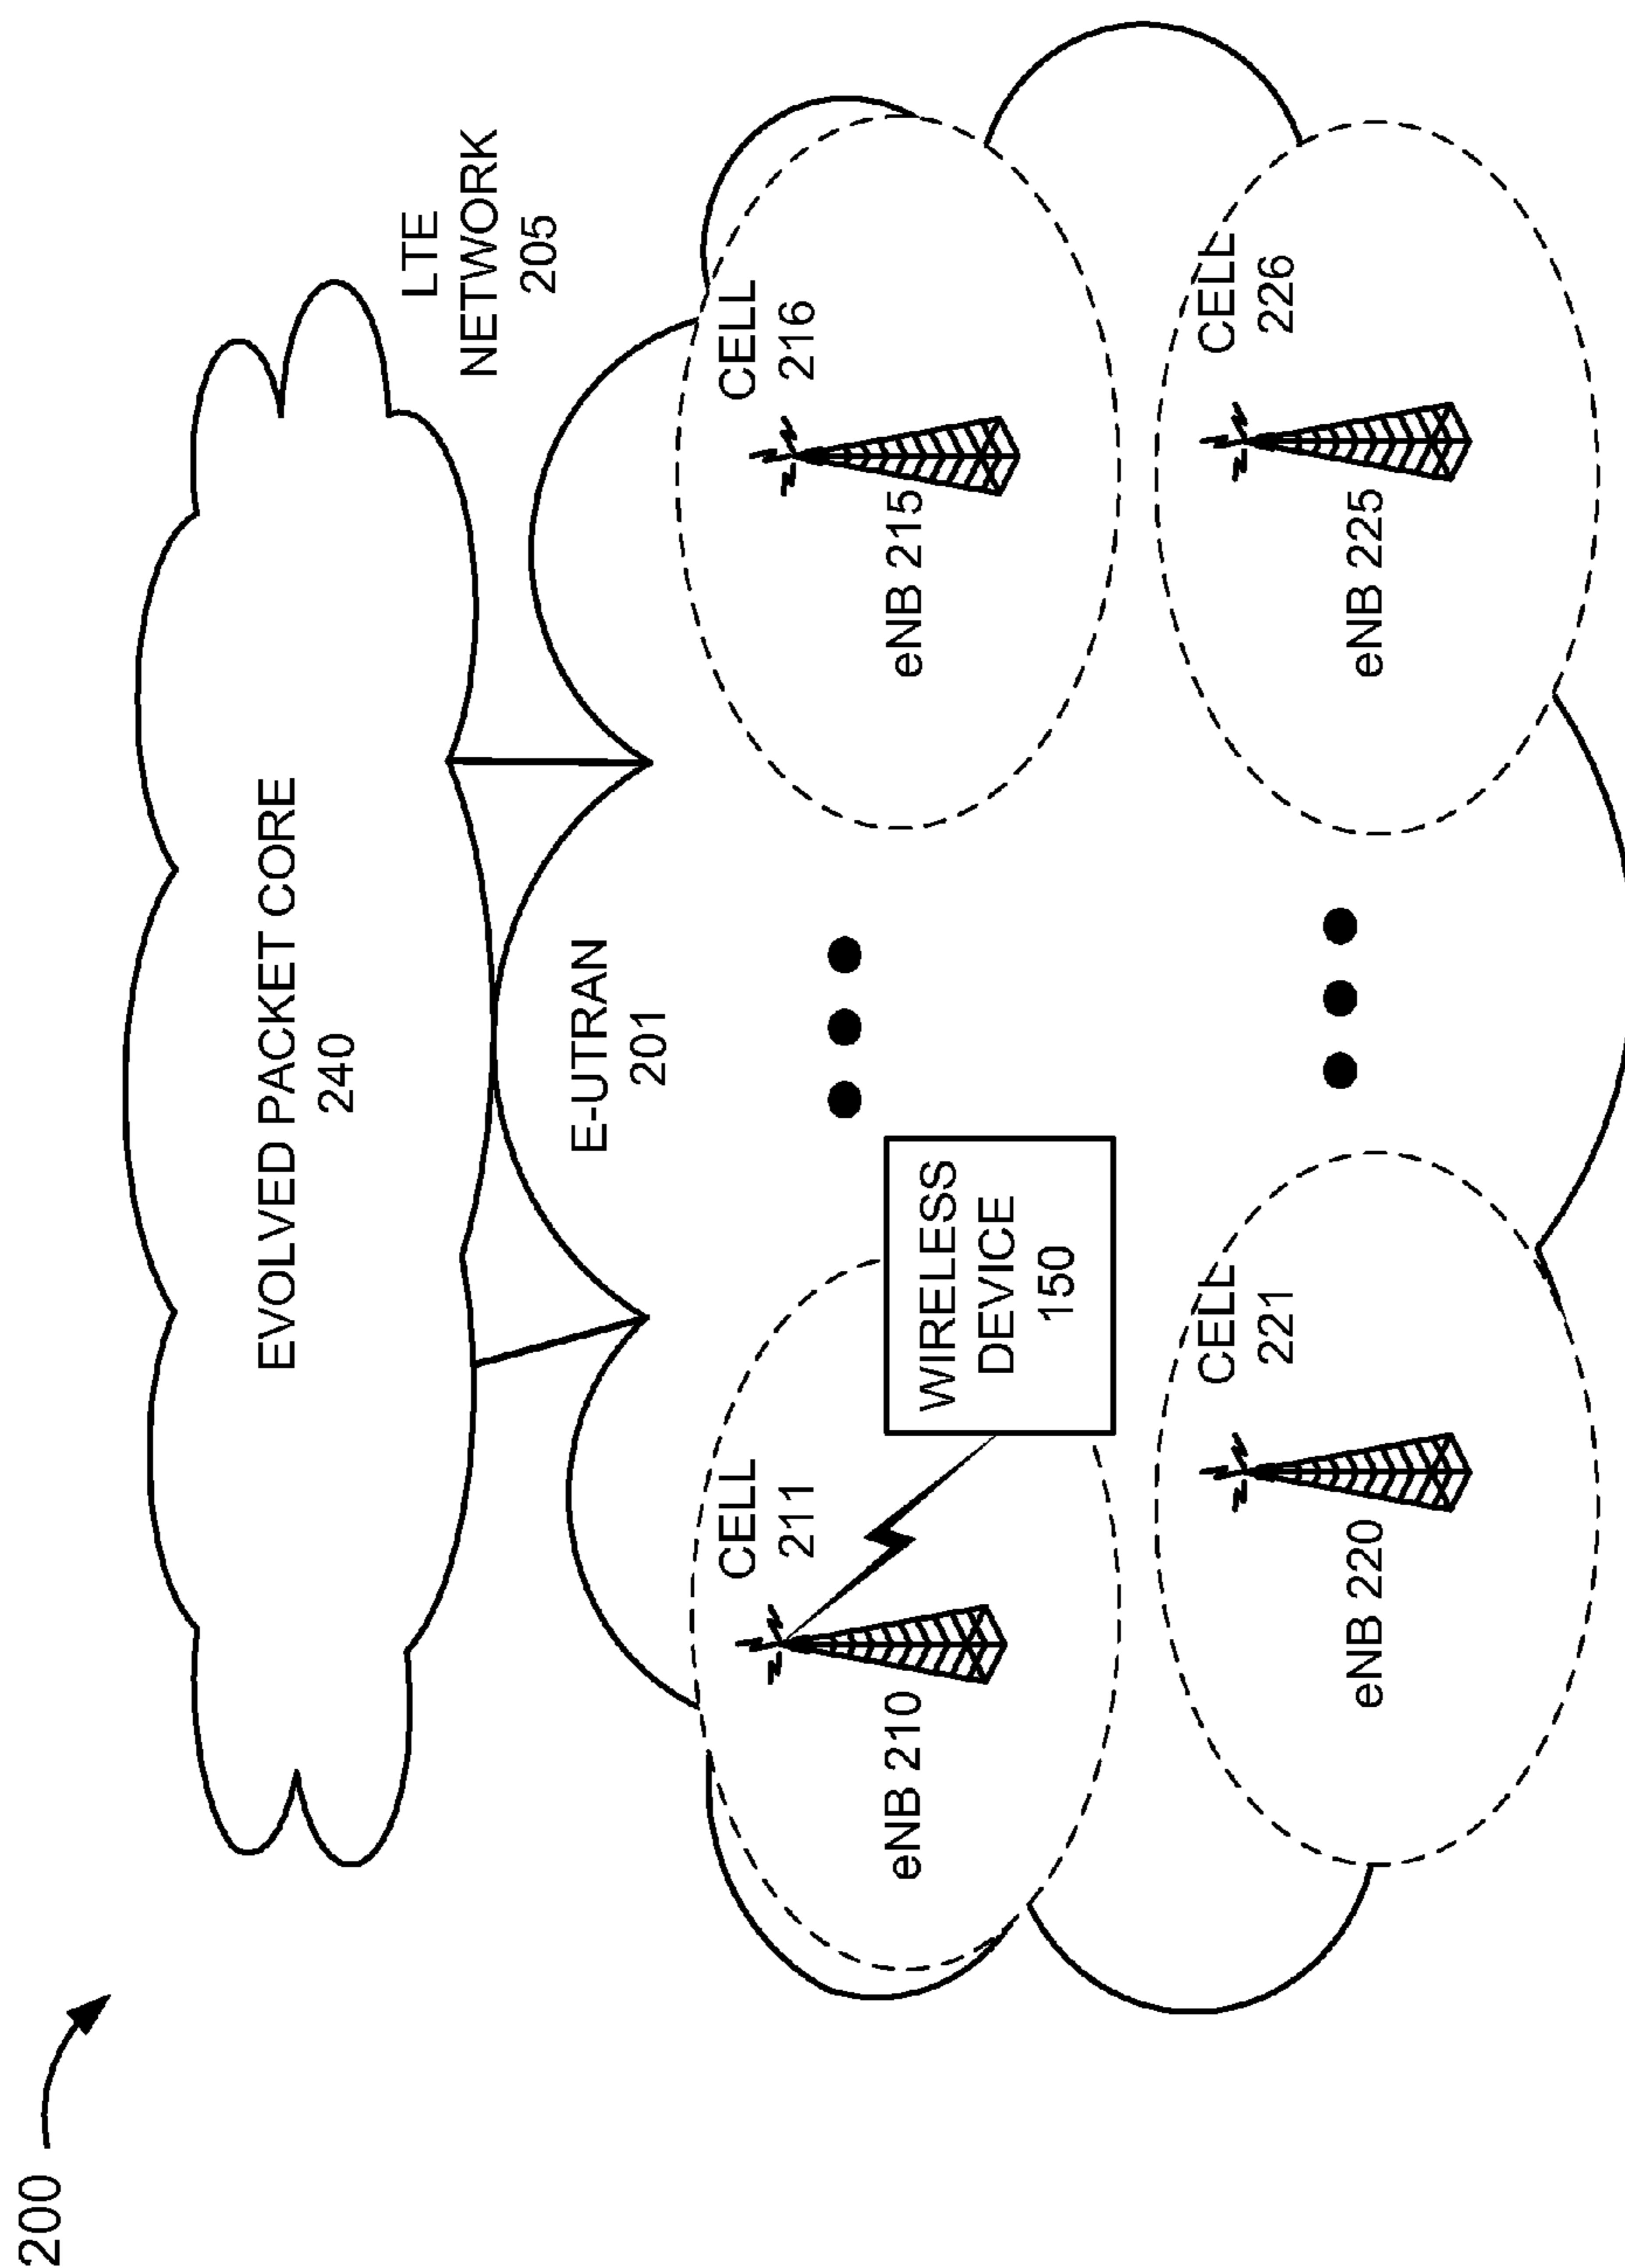 200
EVOLVED PACKET CORE
240
LTE
NETWORK
205
E-UTRAN
201
CELL
211
eNB 210
WIRELESS
DEVICE
150
CELL
216
eNB 215
CELL
221
eNB 220
CELL
226
eNB 225